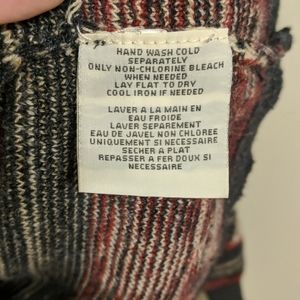 HAND WASH COLD
SEPARATELY
ONLY NON-CHLORINE BLEACH
WHEN NEEDED
LAY FLAT TO DRY
COOL IRON IF NEEDED
LAVER A LA MAIN EN
EAU FROIDE
LAVER SEPAREMENT
EAU DE JAVEL NON CHLOREE
UNIQUEMENT SI NECESSAIRE
SECHER A PLAT
REPASSER A FER DOUX SI
NECESSAIRE